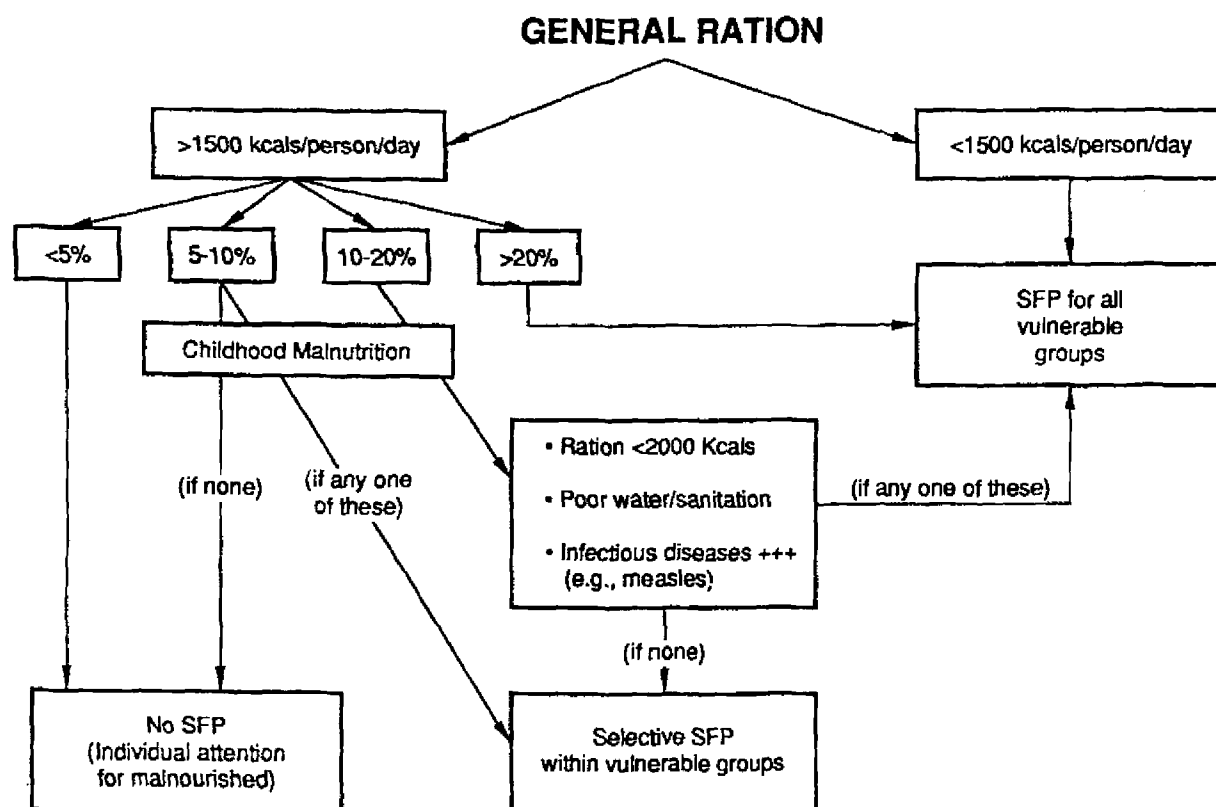 GENERAL RATION
>1500 kcals/person/day
<1500 kcals/person/day
<5%
5-10%
10-20%
>20%
SFP for all
vulnerable
groups
Childhood Malnutrition
• Ration <2000 Kcals
• Poor water/sanitation
• Infectious diseases +++
(e.g., measles)
(if none)
(if any one
of these)
(if any one of these)
(if none)
No SFP
(Individual attention
for malnourished)
Selective SFP
within vulnerable groups